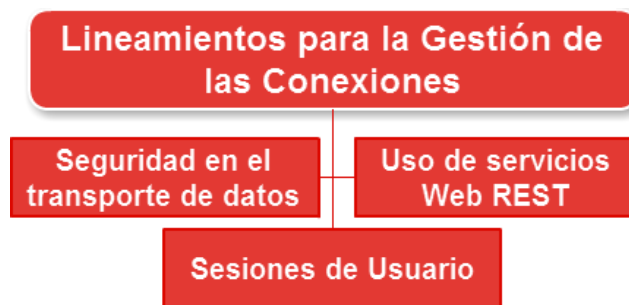 Lineamientos para la Gestión de
las Conexiones
Seguridad en el
transporte de datos
Uso de servicios
Web REST
Sesiones de Usuario